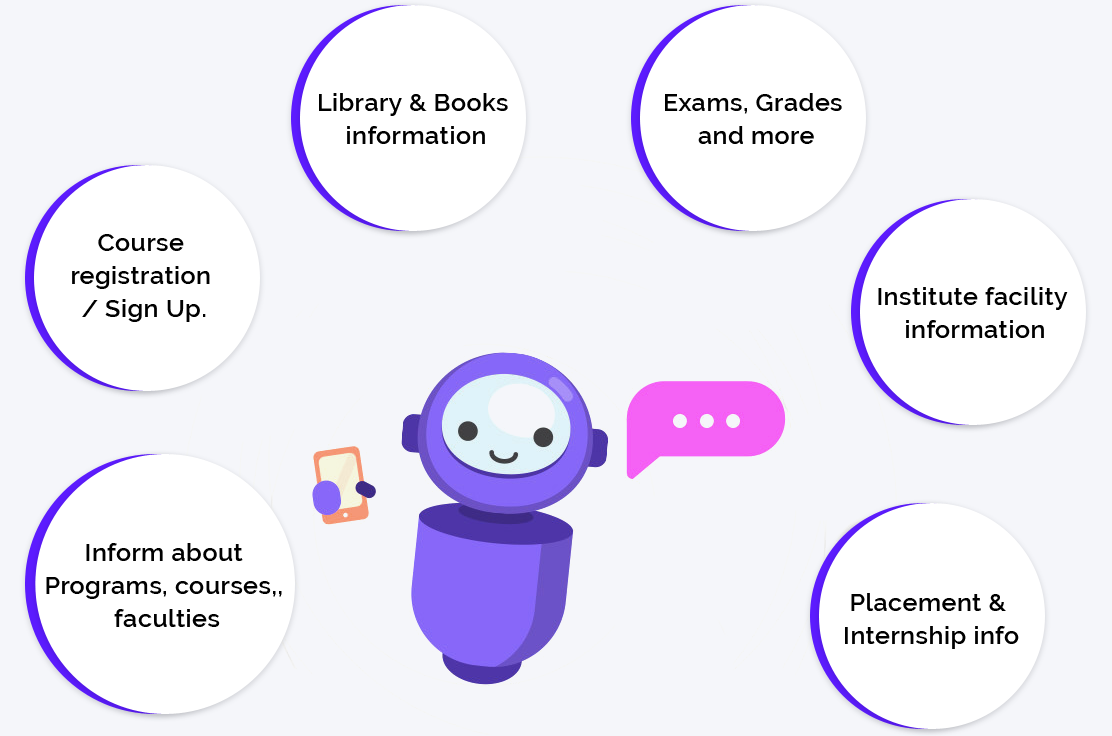 Library & Books
information
Exams, Grades
and more
Course
registration
/ Sign Up.
Institute facility
information
Inform about
Programs, courses,,
faculties
Placement &
Internship info